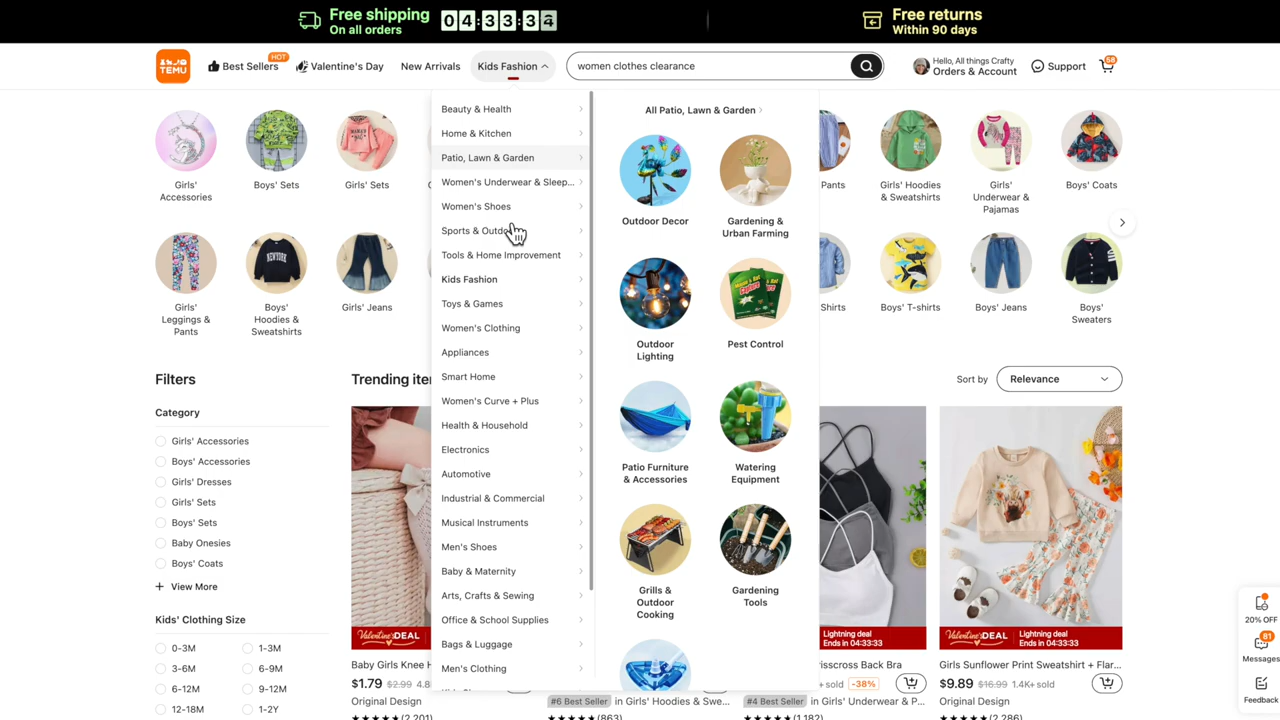 Free shipping
On all orders
04:33:34
Free returns
Within 90 days
TEMU
Best Sellers
HOT
Valentine's Day
New Arrivals
Kids Fashion
women clothes clearance
Hello, All things Crafty
Orders & Account
Support
58
Girls'
Accessories
Boys' Sets
Girls' Sets
Pants
Girls' Hoodies
& Sweatshirts
Girls'
Underwear &
Pajamas
Boys' Coats
Girls'
Leggings &
Pants
Boys'
Hoodies &
Sweatshirts
NEWYORK
Girls' Jeans
Shirts
Boys' T-shirts
Boys' Jeans
Boys'
Sweaters
Beauty & Health
Home & Kitchen
Patio, Lawn & Garden
Women's Underwear & Sleep...
Women's Shoes
Sports & Outdo
Tools & Home Improvement
Kids Fashion
Toys & Games
Women's Clothing
Appliances
Smart Home
Women's Curve + Plus
Health & Household
Electronics
Automotive
Industrial & Commercial
Musical Instruments
Men's Shoes
Baby & Maternity
Arts, Crafts & Sewing
Office & School Supplies
Bags & Luggage
Men's Clothing
All Patio, Lawn & Garden
Outdoor Decor
Gardening &
Urban Farming
Outdoor
Lighting
Pest Control
Patio Furniture
& Accessories
Watering
Equipment
Grills &
Outdoor
Cooking
Gardening
Tools
Filters
Category
Girls' Accessories
Boys' Accessories
Girls' Dresses
Girls' Sets
Boys' Sets
Baby Onesies
Boys' Coats
+ View More
Kids' Clothing Size
0-3M
1-3M
3-6M
6-9M
6-12M
9-12M
12-18M
1-2Y
Trending ite
Sort by
Relevance
Valentine's DEAL
Baby Girls Knee H
$1.79 $2.99 4.8
Original Design
(2,201)
#6 Best Seller in Girls' Hoodies & Swe...
(863)
Lightning deal
Ends in 04:33:33
risscross Back Bra
+ sold -38%
#4 Best Seller in Girls' Underwear & P...
(1,182)
Valentine's DEAL
Lightning deal
Ends in 04:33:33
Girls Sunflower Print Sweatshirt + Flar...
$9.89 $16.99 1.4K+ sold
Original Design
(2,286)
20% OFF
81
Messages
Feedback